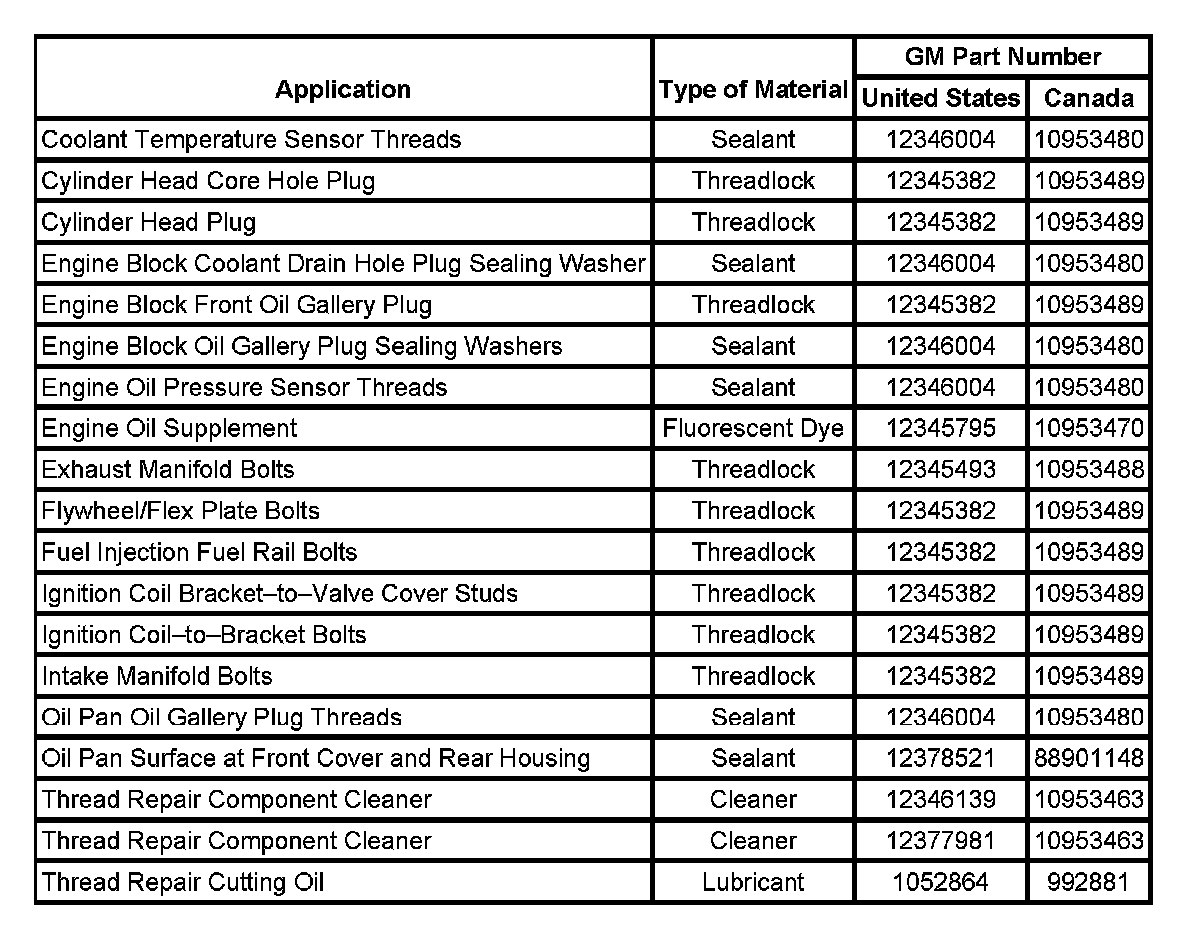 GM Part Number
Application Type of Material United States Canada
Coolant Temperature Sensor Threads Sealant 12346004 10953480
Cylinder Head Core Hole Plug Threadlock 12345382 10953489
Cylinder Head Plug Threadlock 12345382 10953489
Engine Block Coolant Drain Hole Plug Sealing Washer Sealant 12346004 10953480
Engine Block Front Oil Gallery Plug Threadlock 12345382 10953489
Engine Block Oil Gallery Plug Sealing Washers Sealant 12346004 10953480
Engine Oil Pressure Sensor Threads Sealant 12346004 10953480
Engine Oil Supplement Fluorescent Dye 12345795 10953470
Exhaust Manifold Bolts Threadlock 12345493 10953488
Flywheel/Flex Plate Bolts Threadlock 12345382 10953489
Fuel Injection Fuel Rail Bolts Threadlock 12345382 10953489
Ignition Coil Bracket–to–Valve Cover Studs Threadlock 12345382 10953489
Ignition Coil–to–Bracket Bolts Threadlock 12345382 10953489
Intake Manifold Bolts Threadlock 12345382 10953489
Oil Pan Oil Gallery Plug Threads Sealant 12346004 10953480
Oil Pan Surface at Front Cover and Rear Housing Sealant 12378521 88901148
Thread Repair Component Cleaner Cleaner 12346139 10953463
Thread Repair Component Cleaner Cleaner 12377981 10953463
Thread Repair Cutting Oil Lubricant 1052864 992881